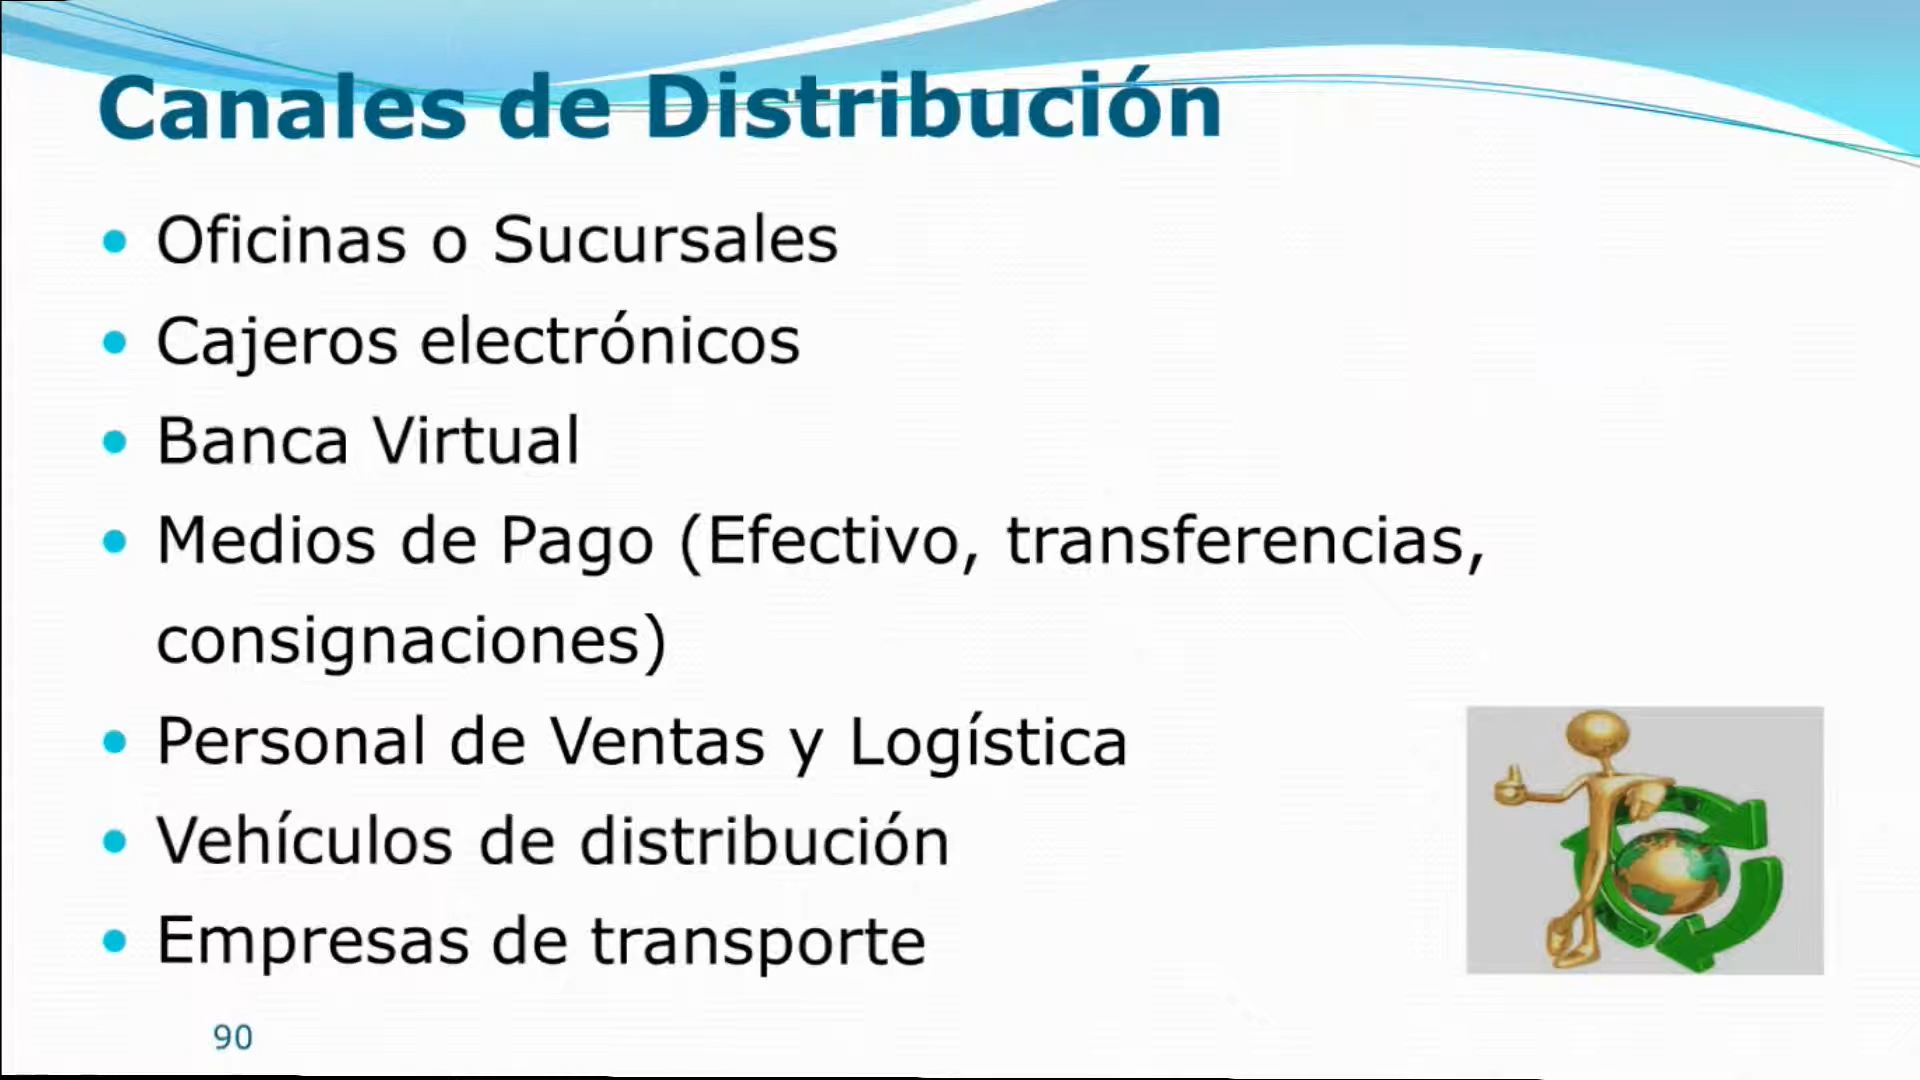 Canales de Distribución
• Oficinas o Sucursales
• Cajeros electrónicos
• Banca Virtual
• Medios de Pago (Efectivo, transferencias,
consignaciones)
• Personal de Ventas y Logística
• Vehículos de distribución
• Empresas de transporte
90